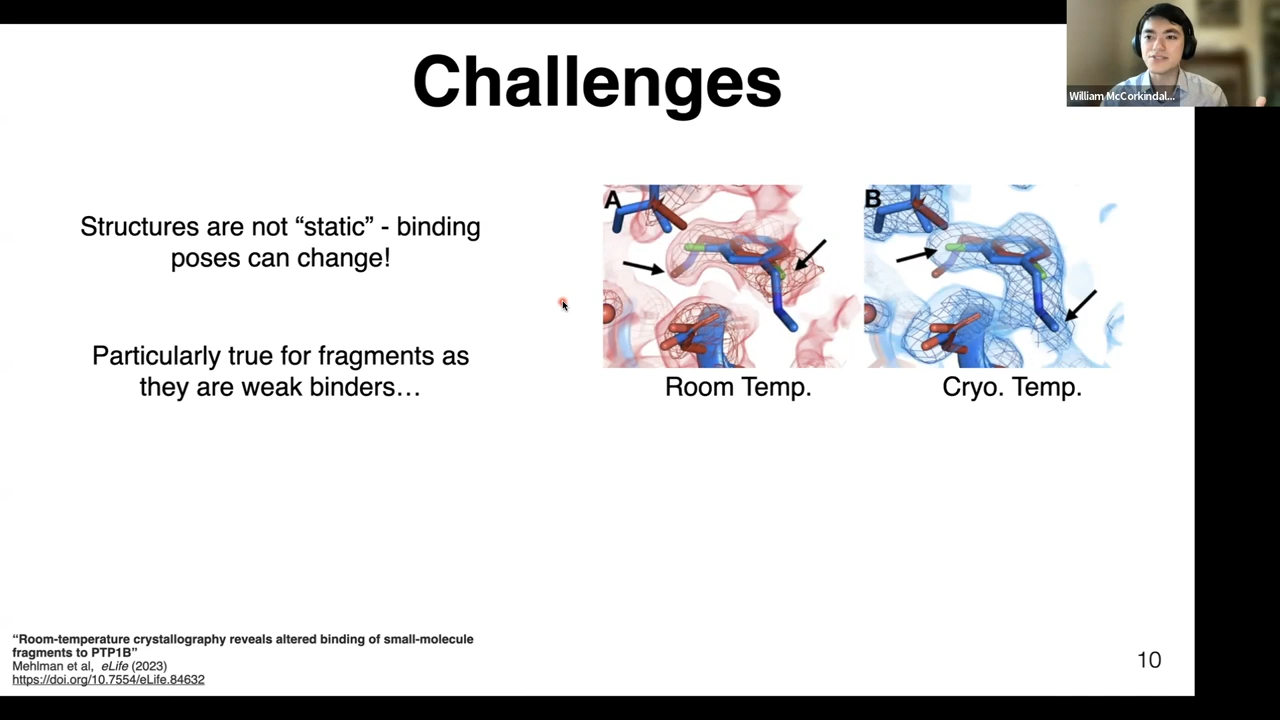 Challenges
William McCorkindal...
Structures are not “static” - binding
poses can change!
Particularly true for fragments as
they are weak binders…
A
B
Room Temp.
Cryo. Temp.
“Room-temperature crystallography reveals altered binding of small-molecule
fragments to PTP1B”
Mehlman et al, eLife (2023)
https://doi.org/10.7554/eLife.84632
10